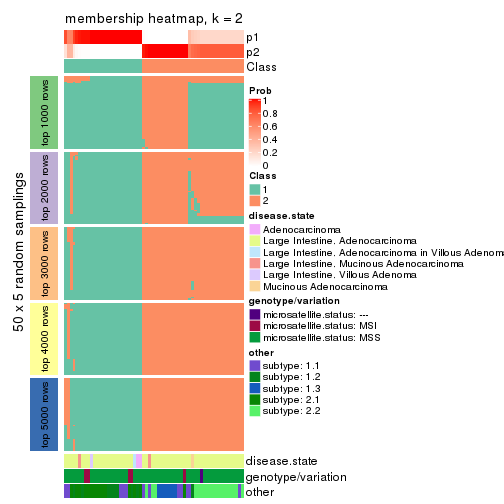 membership heatmap, k = 2
p1
p2
Class
50 x 5 random samplings
top 1000 rows
top 2000 rows
top 3000 rows
top 4000 rows
top 5000 rows
Prob
1
0.8
0.6
0.4
0.2
0
Class
1
2
disease.state
Adenocarcinoma
Large Intestine. Adenocarcinoma
Large Intestine. Adenocarcinoma in Villous Adenom
Large Intestine. Mucinous Adenocarcinoma
Large Intestine. Villous Adenoma
Mucinous Adenocarcinoma
genotype/variation
microsatellite.status: ---
microsatellite.status: MSI
microsatellite.status: MSS
other
subtype: 1.1
subtype: 1.2
subtype: 1.3
subtype: 2.1
subtype: 2.2
disease.state
genotype/variation
other